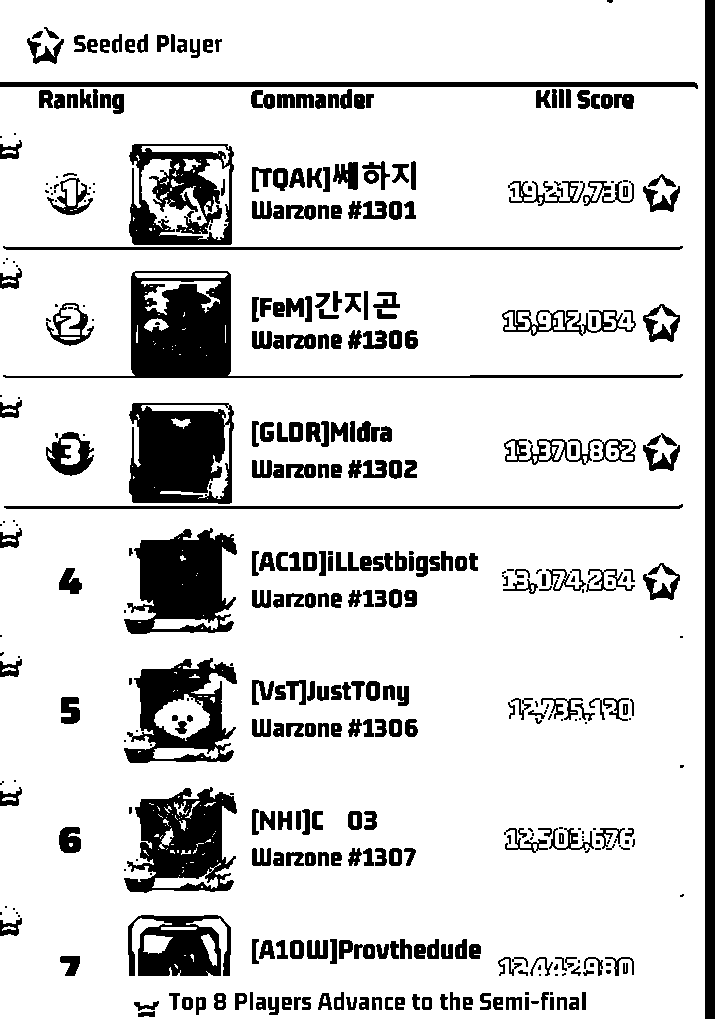 Seeded Player
Ranking Commander Kill Score
1 [TQAK]쌔하지 19,217,730
Warzone #1301
2 [FeM]간지곤 15,912,054
Warzone #1306
3 [GLDR]Midra 13,370,862
Warzone #1302
4 [AC1D]iLLestbigshot 13,074,264
Warzone #1309
5 [VsT]JustTOny 12,735,120
Warzone #1306
6 [NHI]C 03 12,503,676
Warzone #1307
7 [A10W]Provthedude 12,442,980
Top 8 Players Advance to the Semi-final